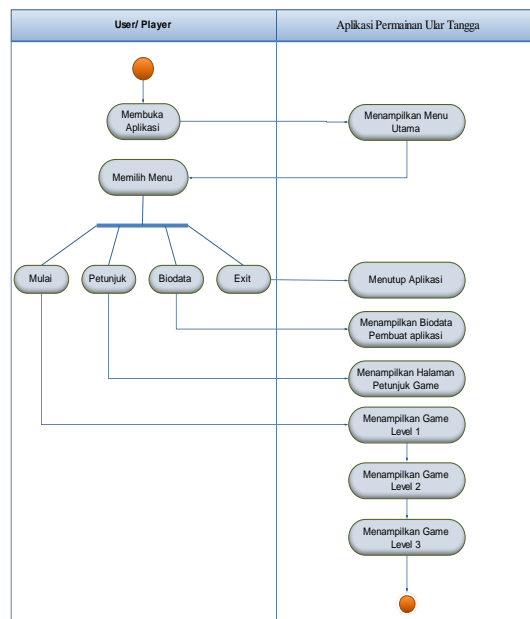 User/ Player
Aplikasi Permainan Ular Tangga
Membuka
Aplikasi
Menampilkan Menu
Utama
Memilih Menu
Mulai
Petunjuk
Biodata
Exit
Menutup Aplikasi
Menampilkan Biodata
Pembuat aplikasi
Menampilkan Halaman
Petunjuk Game
Menampilkan Game
Level 1
Menampilkan Game
Level 2
Menampilkan Game
Level 3